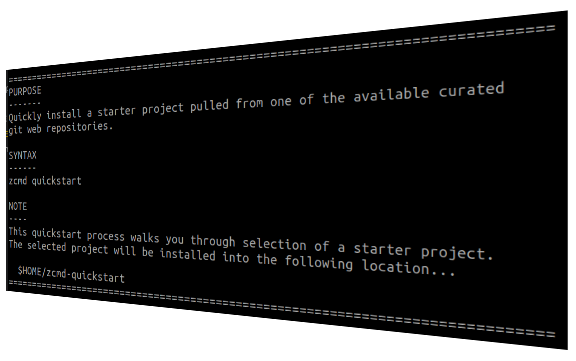 ================================================================================
PURPOSE
-------
Quickly install a starter project pulled from one of the available curated
git web repositories.

SYNTAX
------
zcmd quickstart

NOTE
----
This quickstart process walks you through selection of a starter project.
The selected project will be installed into the following location...

  $HOME/zcmd-quickstart
================================================================================